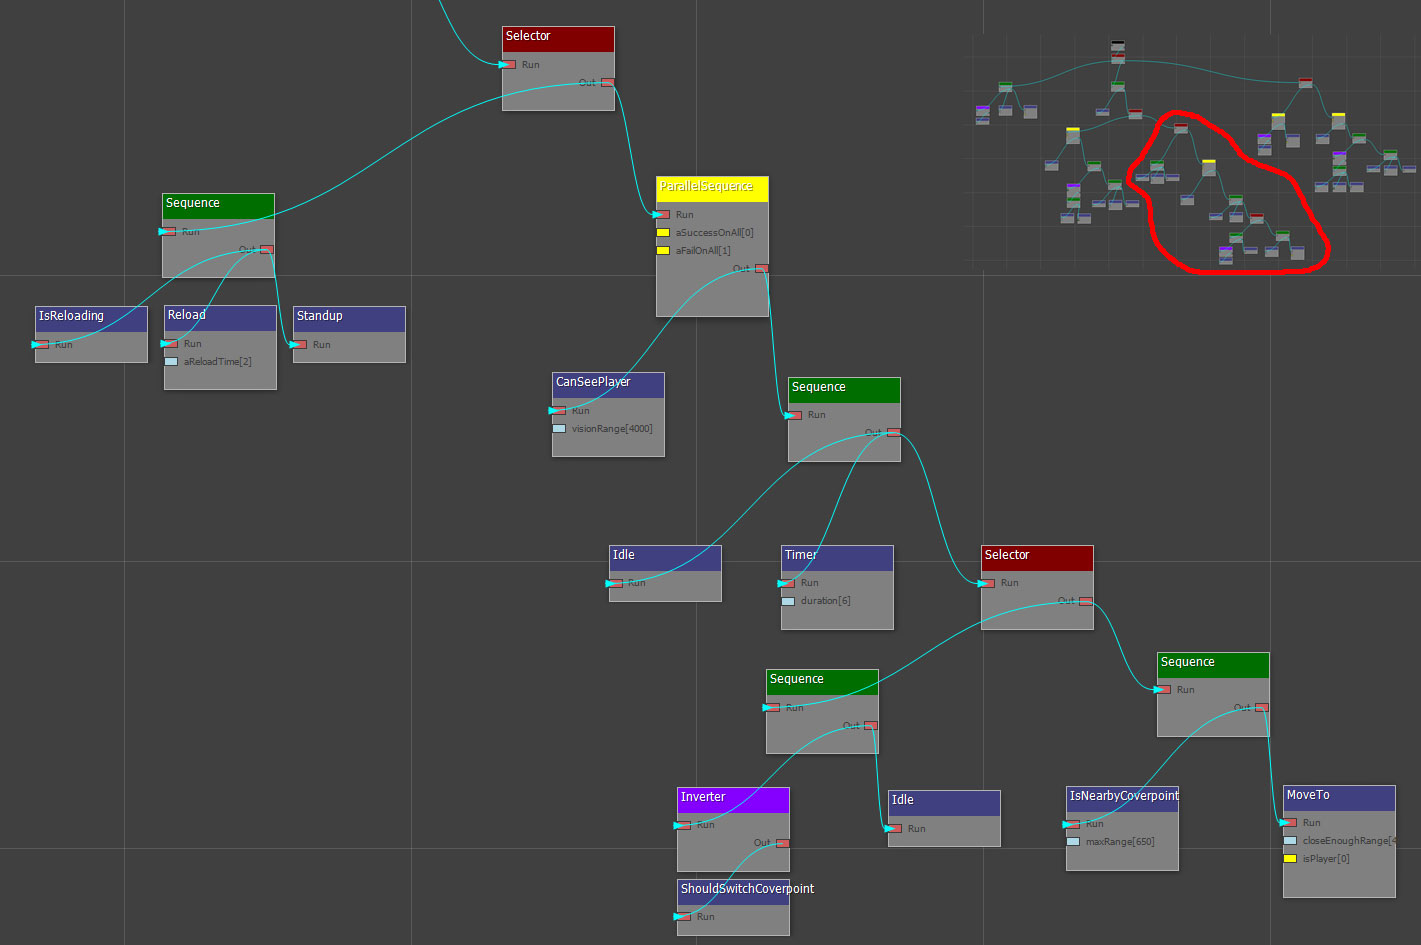 Selector
Run
Out
ParallelSequence
Run
aSuccessOnAll[0]
aFailOnAll[1]
Out
Sequence
Run
Out
IsReloading
Run
Reload
Run
aReloadTime[2]
Standup
Run
CanSeePlayer
Run
visionRange[4000]
Sequence
Run
Out
Idle
Run
Timer
Run
duration[6]
Selector
Run
Out
Sequence
Run
Out
Sequence
Run
Out
Inverter
Run
Out
Idle
Run
IsNearbyCoverpoint
Run
maxRange[650]
MoveTo
Run
closeEnoughRange[4
isPlayer[0]
ShouldSwitchCoverpoint
Run